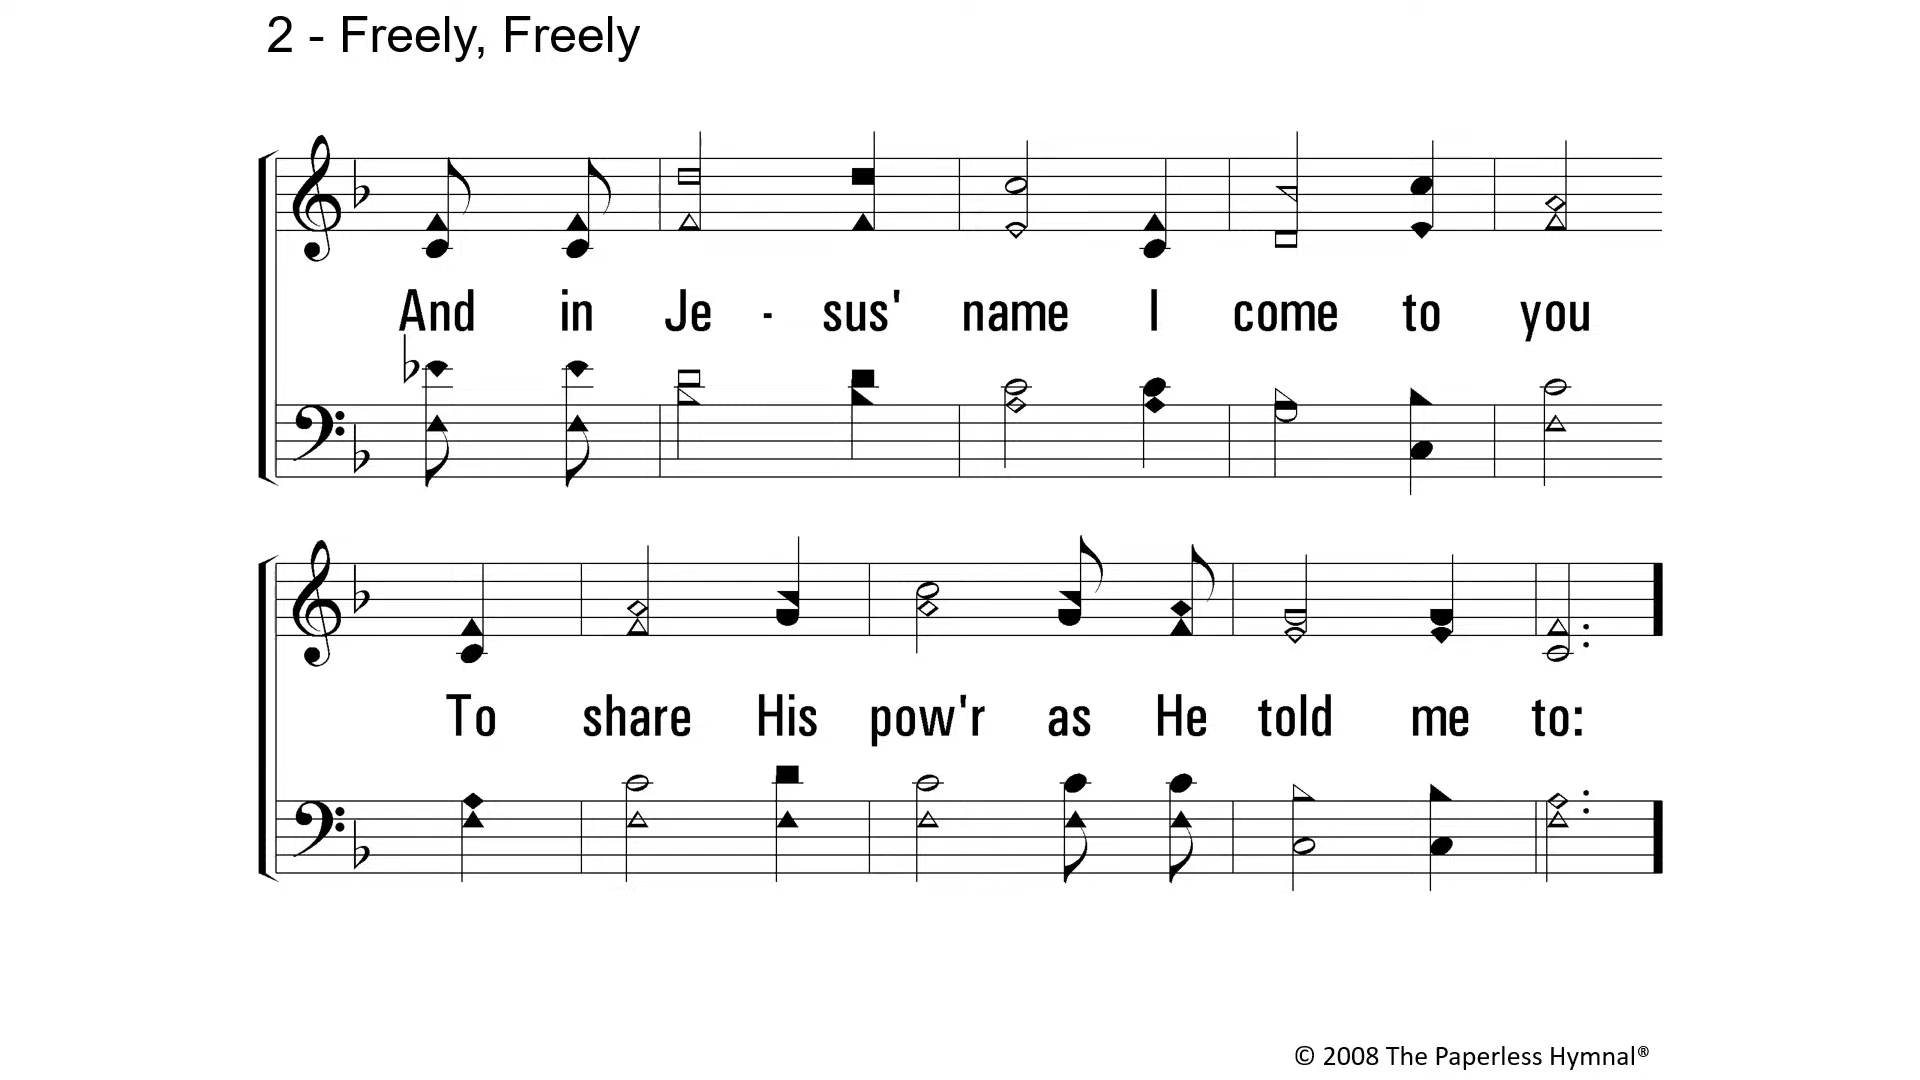 2 - Freely, Freely
And in Je - sus' name I come to you
To share His pow'r as He told me to:
© 2008 The Paperless Hymnal®